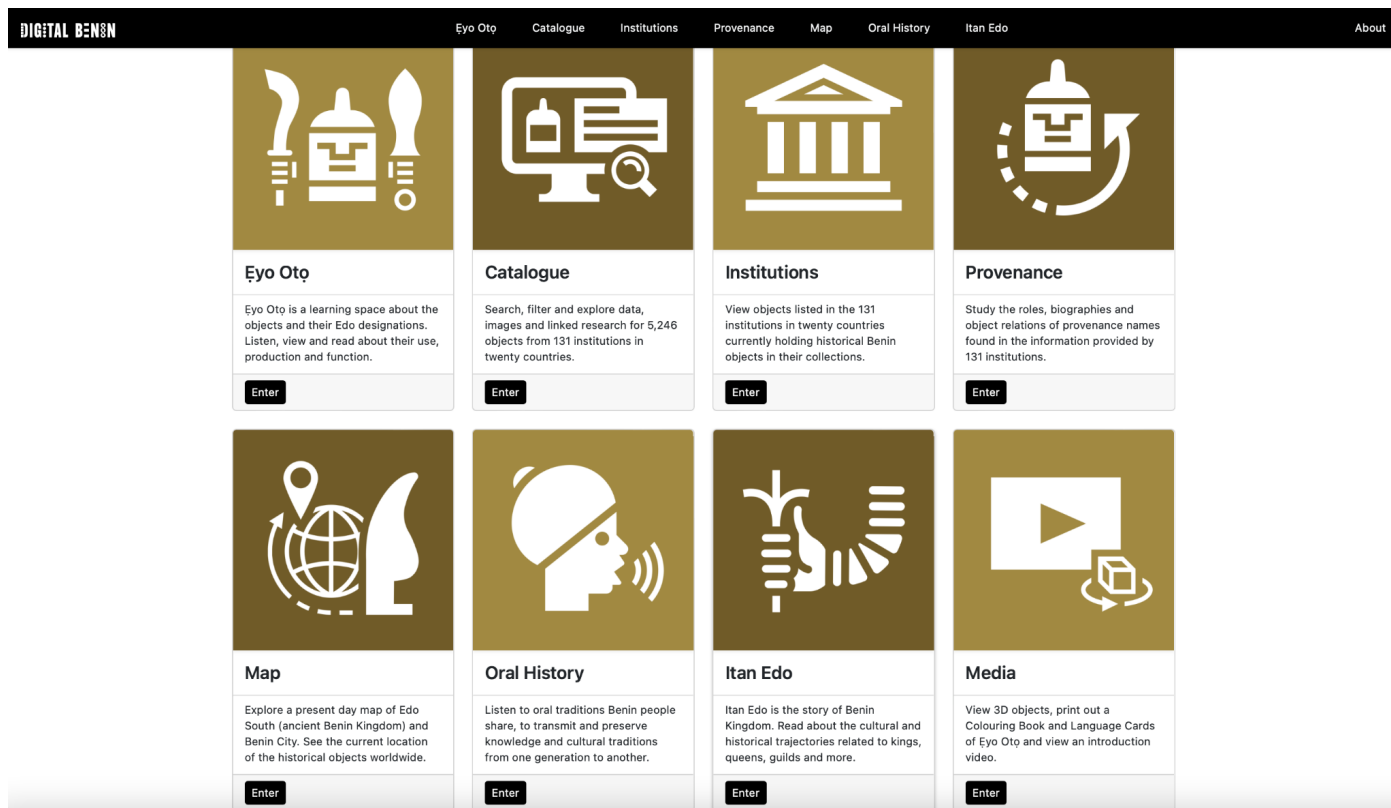 DIGITAL BENIN
Ẹyo Otọ
Catalogue
Institutions
Provenance
Map
Oral History
Itan Edo
About
Ẹyo Otọ
Ẹyo Otọ is a learning space about the
objects and their Edo designations.
Listen, view and read about their use,
production and function.
Enter
Catalogue
Search, filter and explore data,
images and linked research for 5,246
objects from 131 institutions in
twenty countries.
Enter
Institutions
View objects listed in the 131
institutions in twenty countries
currently holding historical Benin
objects in their collections.
Enter
Provenance
Study the roles, biographies and
object relations of provenance names
found in the information provided by
131 institutions.
Enter
Map
Explore a present day map of Edo
South (ancient Benin Kingdom) and
Benin City. See the current location
of the historical objects worldwide.
Enter
Oral History
Listen to oral traditions Benin people
share, to transmit and preserve
knowledge and cultural traditions
from one generation to another.
Enter
Itan Edo
Itan Edo is the story of Benin
Kingdom. Read about the cultural and
historical trajectories related to kings,
queens, guilds and more.
Enter
Media
View 3D objects, print out a
Colouring Book and Language Cards
of Ẹyo Otọ and view an introduction
video.
Enter